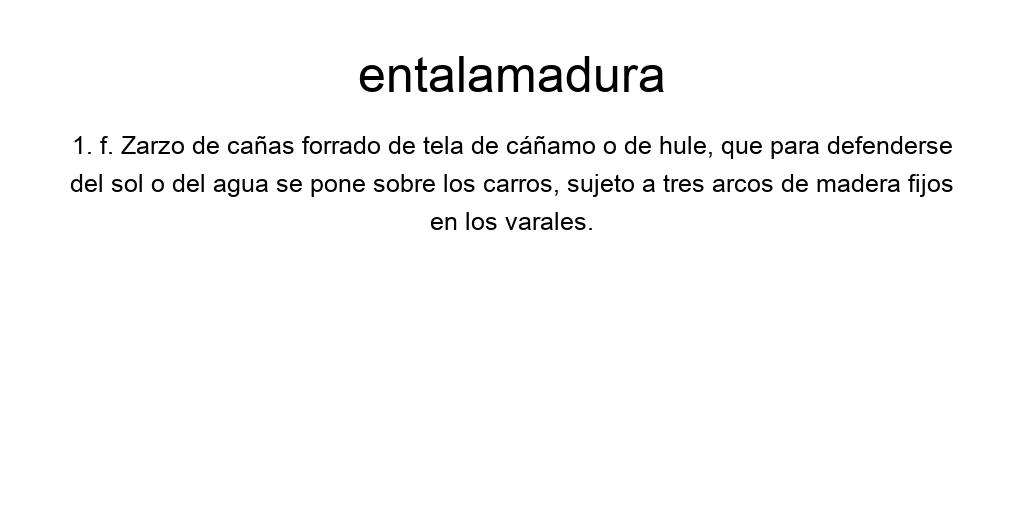 entalamadura
1. f. Zarzo de cañas forrado de tela de cáñamo o de hule, que para defenderse
del sol o del agua se pone sobre los carros, sujeto a tres arcos de madera fijos
en los varales.